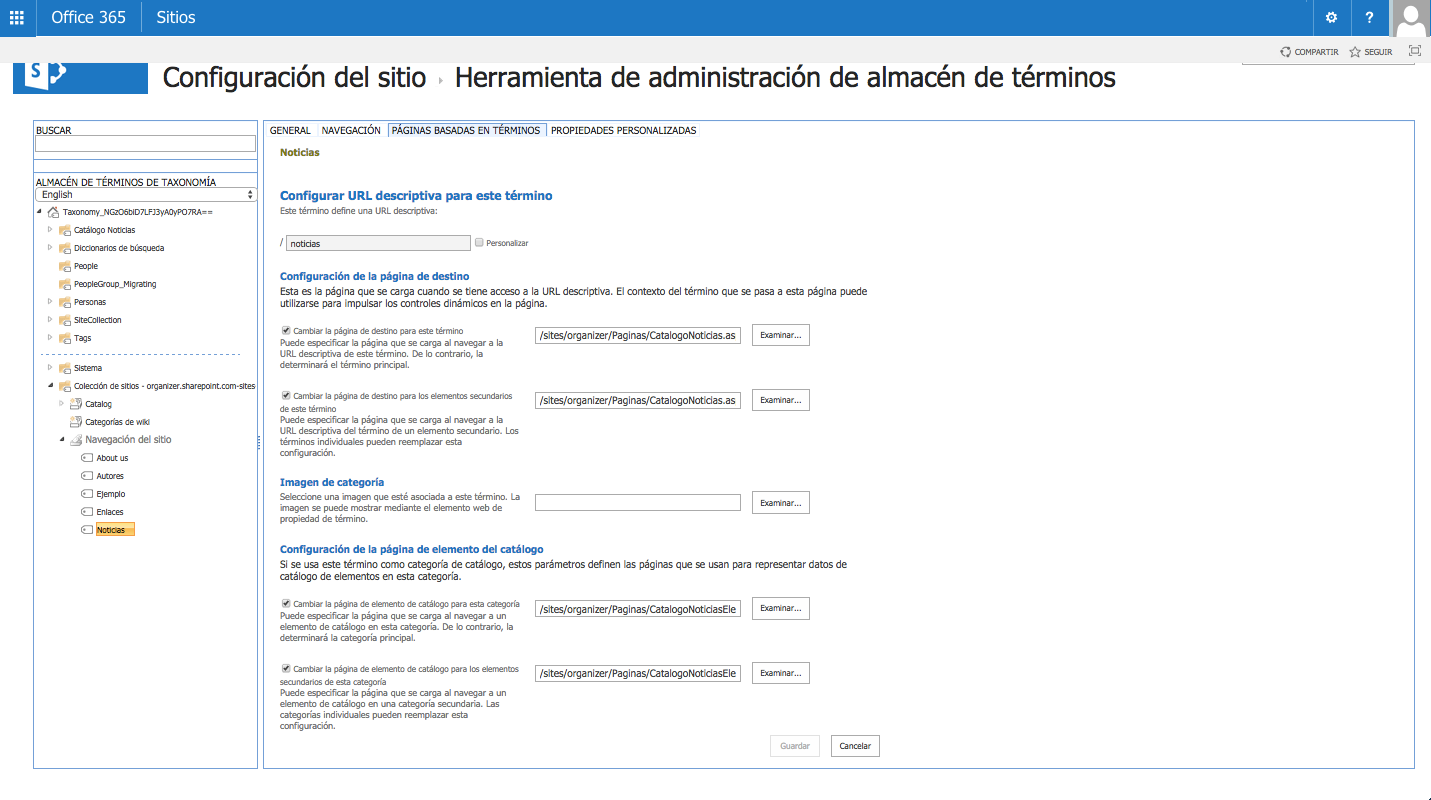 Office 365 Sitios ?
COMPARTIR SEGUIR
S
Configuración del sitio Herramienta de administración de almacén de términos
BUSCAR
ALMACÉN DE TÉRMINOS DE TAXONOMÍA
English
Taxonomy_NGzO6biD7LFJ3yA0yPO7RA==
Catálogo Noticias
Diccionarios de búsqueda
People
PeopleGroup_Migrating
Personas
SiteCollection
Tags
Sistema
Colección de sitios - organizer.sharepoint.com-sites
Catalog
Categorías de wiki
Navegación del sitio
About us
Autores
Ejemplo
Enlaces
Noticias
GENERAL NAVEGACIÓN PÁGINAS BASADAS EN TÉRMINOS PROPIEDADES PERSONALIZADAS
Noticias
Configurar URL descriptiva para este término
Este término define una URL descriptiva:
/ noticias Personalizar
Configuración de la página de destino
Esta es la página que se carga cuando se tiene acceso a la URL descriptiva. El contexto del término que se pasa a esta página puede
utilizarse para impulsar los controles dinámicos en la página.
Cambiar la página de destino para este término
Puede especificar la página que se carga al navegar a la
URL descriptiva de este término. De lo contrario, la
determinará el término principal.
/sites/organizer/Paginas/CatalogoNoticias.as Examinar...
Cambiar la página de destino para los elementos secundarios
de este término
Puede especificar la página que se carga al navegar a la
URL descriptiva del término de un elemento secundario. Los
términos individuales pueden reemplazar esta
configuración.
/sites/organizer/Paginas/CatalogoNoticias.as Examinar...
Imagen de categoría
Seleccione una imagen que esté asociada a este término. La
imagen se puede mostrar mediante el elemento web de
propiedad de término.
Examinar...
Configuración de la página de elemento del catálogo
Si se usa este término como categoría de catálogo, estos parámetros definen las páginas que se usan para representar datos de
catálogo de elementos en esta categoría.
Cambiar la página de elemento de catálogo para esta categoría
Puede especificar la página que se carga al navegar a un
elemento de catálogo en esta categoría. De lo contrario, la
determinará la categoría principal.
/sites/organizer/Paginas/CatalogoNoticiasEle Examinar...
Cambiar la página de elemento de catálogo para los elementos
secundarios de esta categoría
Puede especificar la página que se carga al navegar a un
elemento de catálogo en una categoría secundaria. Las
categorías individuales pueden reemplazar esta
configuración.
/sites/organizer/Paginas/CatalogoNoticiasEle Examinar...
Guardar Cancelar